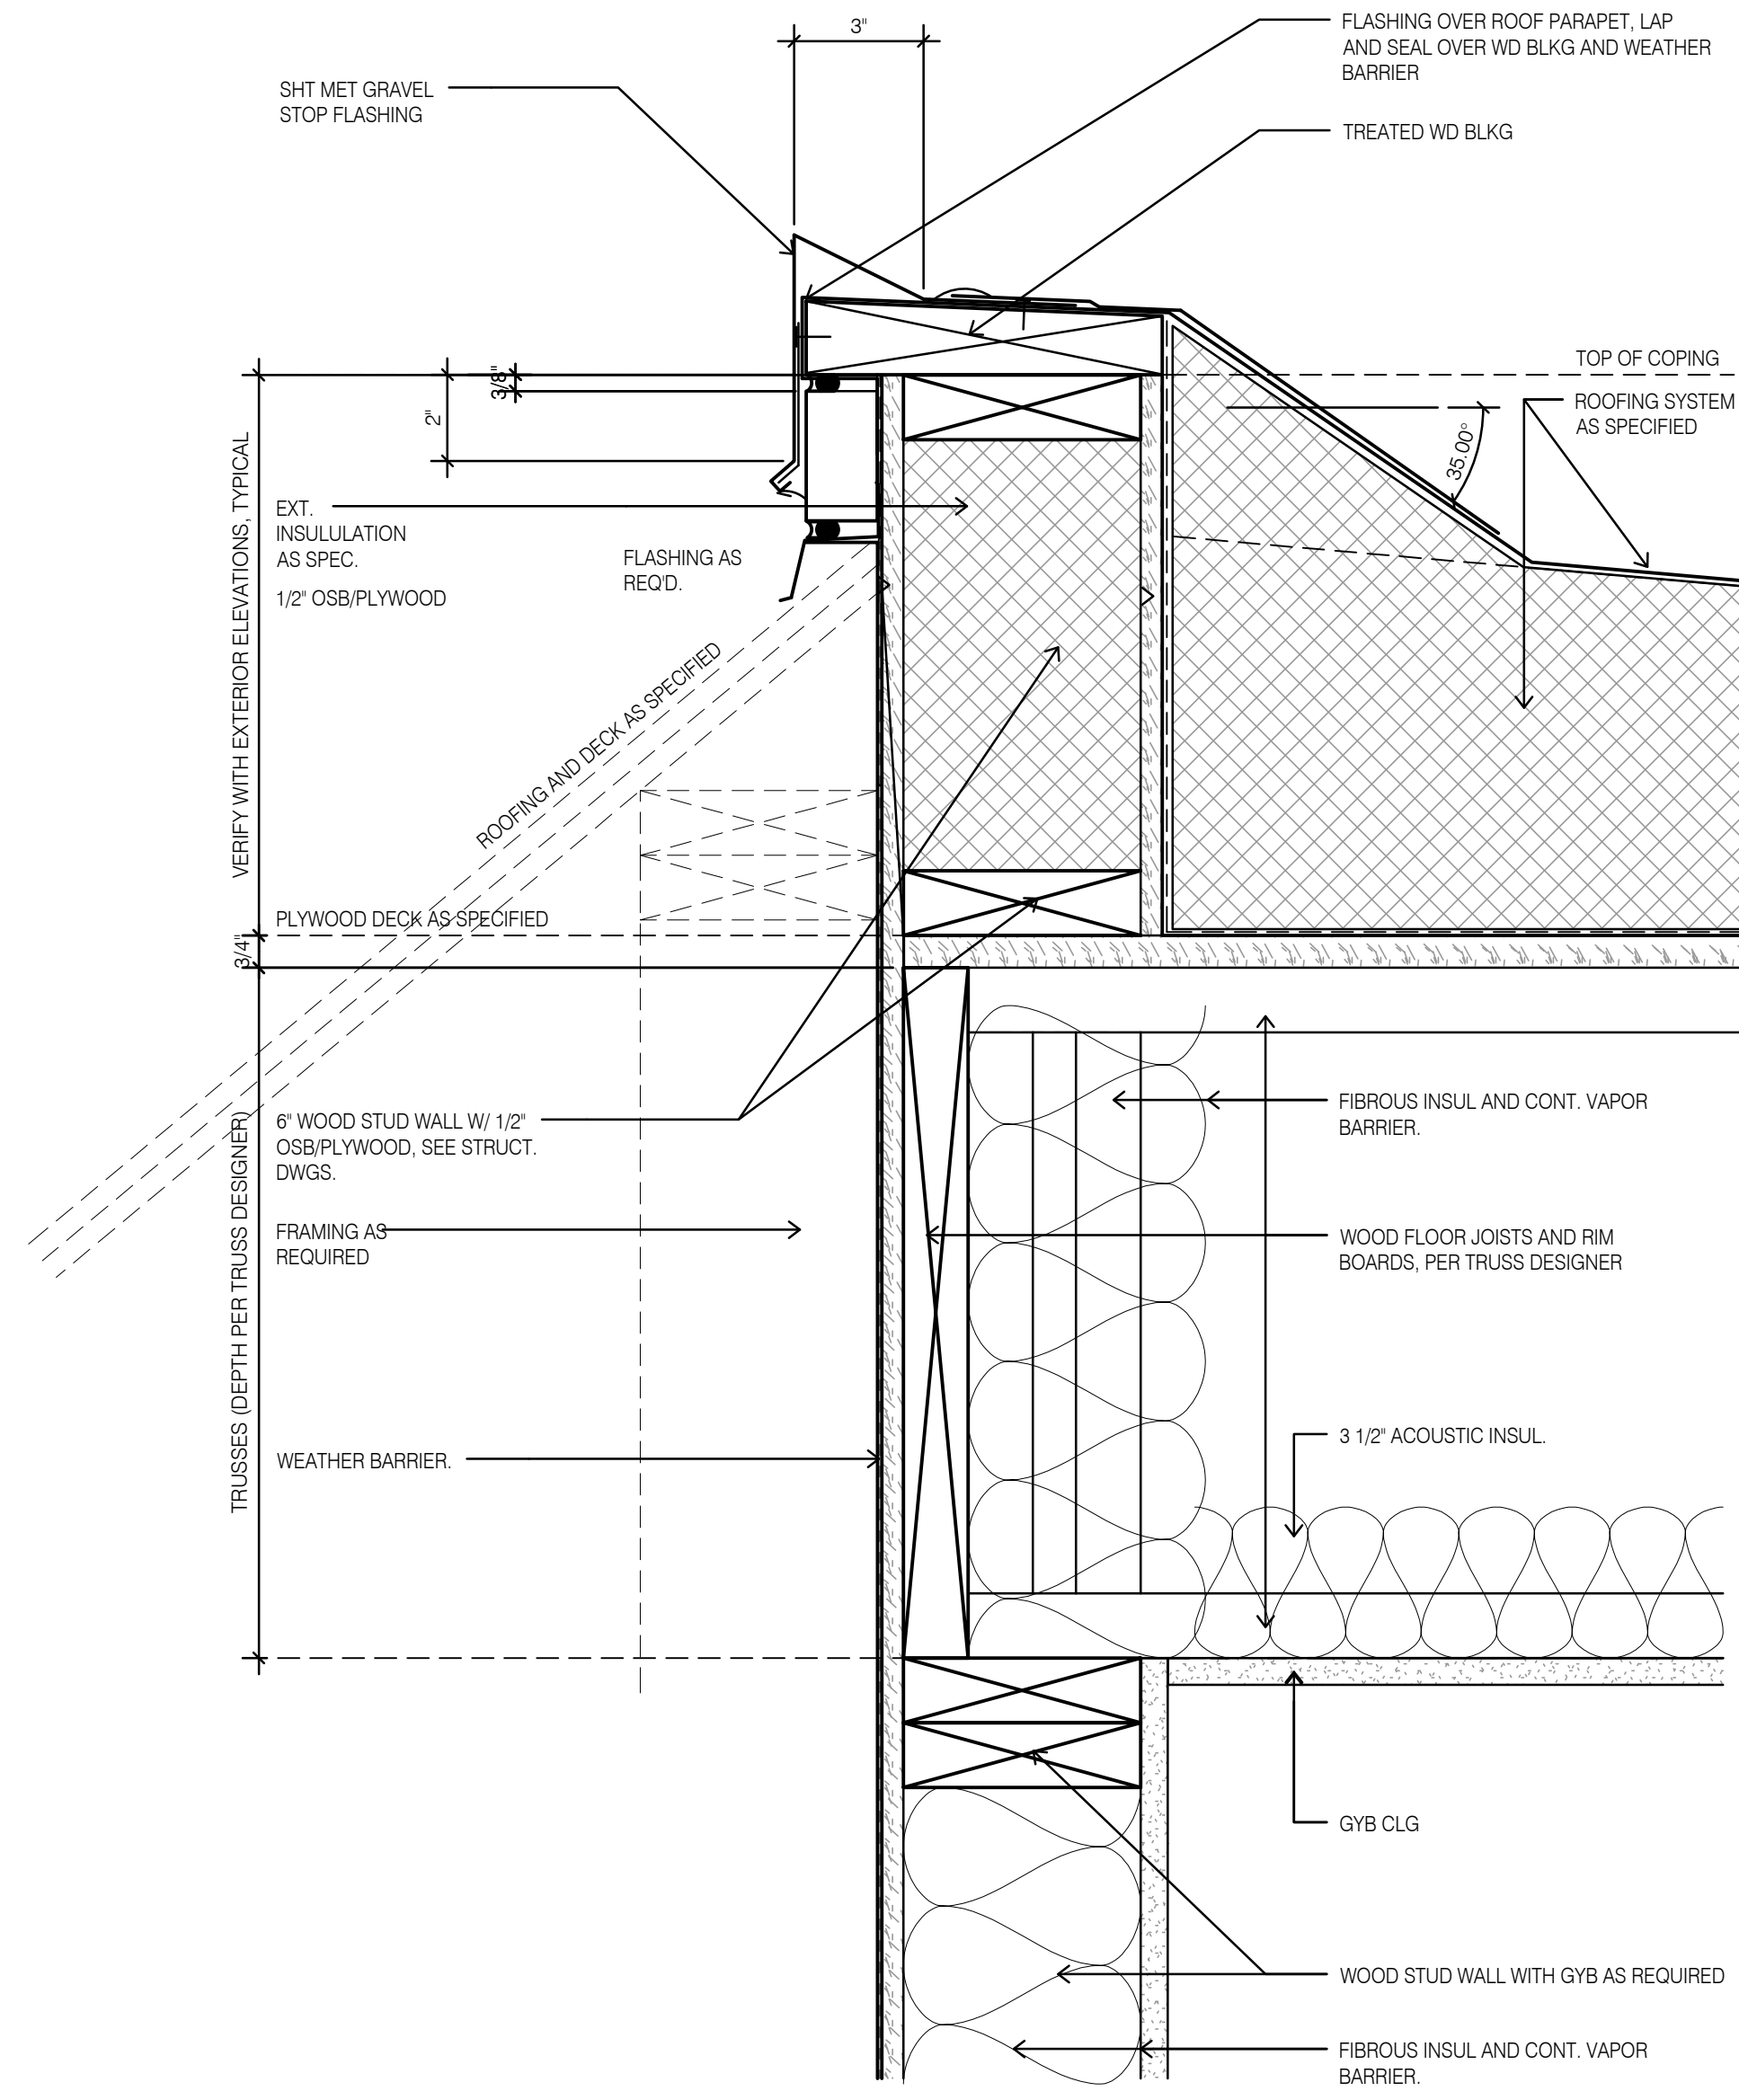 3"
FLASHING OVER ROOF PARAPET, LAP
AND SEAL OVER WD BLKG AND WEATHER
BARRIER
SHT MET GRAVEL
STOP FLASHING
TREATED WD BLKG
TOP OF COPING
ROOFING SYSTEM
AS SPECIFIED
35.00°
3/8"
2"
VERIFY WITH EXTERIOR ELEVATIONS, TYPICAL
EXT.
INSULULATION
AS SPEC.
1/2" OSB/PLYWOOD
FLASHING AS
REQ'D.
ROOFING AND DECK AS SPECIFIED
PLYWOOD DECK AS SPECIFIED
3/4"
6" WOOD STUD WALL W/ 1/2"
OSB/PLYWOOD, SEE STRUCT.
DWGS.
FIBROUS INSUL AND CONT. VAPOR
BARRIER.
FRAMING AS
REQUIRED
WOOD FLOOR JOISTS AND RIM
BOARDS, PER TRUSS DESIGNER
TRUSSES (DEPTH PER TRUSS DESIGNER)
3 1/2" ACOUSTIC INSUL.
WEATHER BARRIER.
GYB CLG
WOOD STUD WALL WITH GYB AS REQUIRED
FIBROUS INSUL AND CONT. VAPOR
BARRIER.